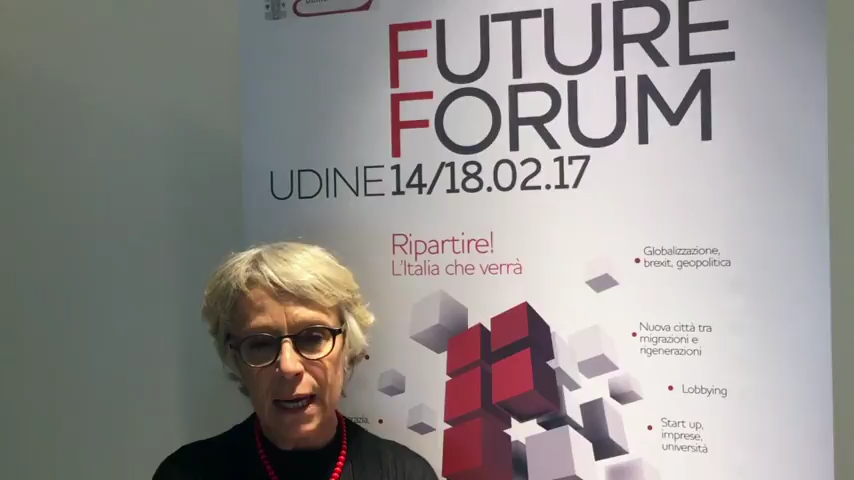 FUTURE
FORUM
UDINE 14/18.02.17
Ripartire!
L'Italia che verrà
Globalizzazione,
brexit, geopolitica
Nuova città tra
migrazioni e
rigenerazioni
Lobbying
Start up,
imprese,
università